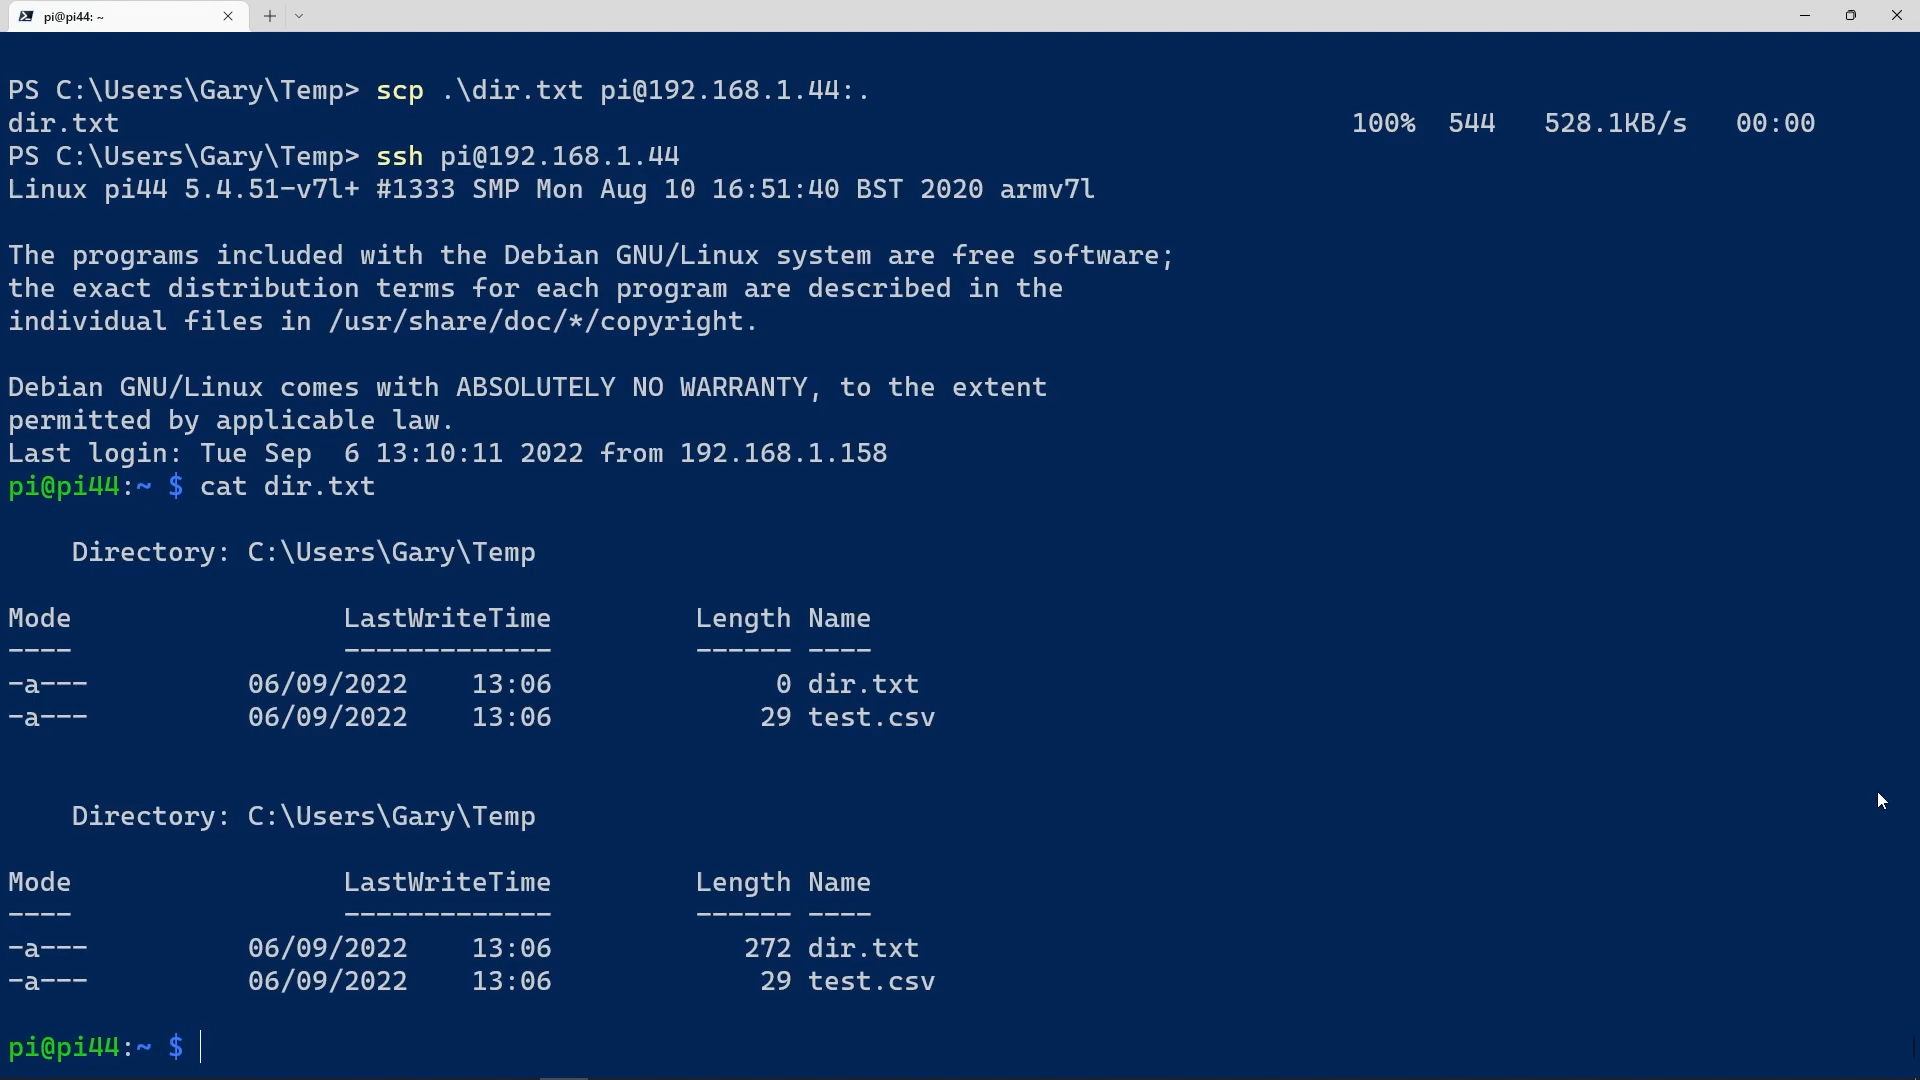 pi@pi44: ~
PS C:\Users\Gary\Temp> scp .\dir.txt pi@192.168.1.44:.
dir.txt 100% 544 528.1KB/s 00:00
PS C:\Users\Gary\Temp> ssh pi@192.168.1.44
Linux pi44 5.4.51-v7l+ #1333 SMP Mon Aug 10 16:51:40 BST 2020 armv7l
The programs included with the Debian GNU/Linux system are free software;
the exact distribution terms for each program are described in the
individual files in /usr/share/doc/*/copyright.
Debian GNU/Linux comes with ABSOLUTELY NO WARRANTY, to the extent
permitted by applicable law.
Last login: Tue Sep  6 13:10:11 2022 from 192.168.1.158
pi@pi44:~ $ cat dir.txt
Directory: C:\Users\Gary\Temp
Mode LastWriteTime Length Name
---- ------------- ------ ----
-a--- 06/09/2022 13:06 0 dir.txt
-a--- 06/09/2022 13:06 29 test.csv
Directory: C:\Users\Gary\Temp
Mode LastWriteTime Length Name
---- ------------- ------ ----
-a--- 06/09/2022 13:06 272 dir.txt
-a--- 06/09/2022 13:06 29 test.csv
pi@pi44:~ $